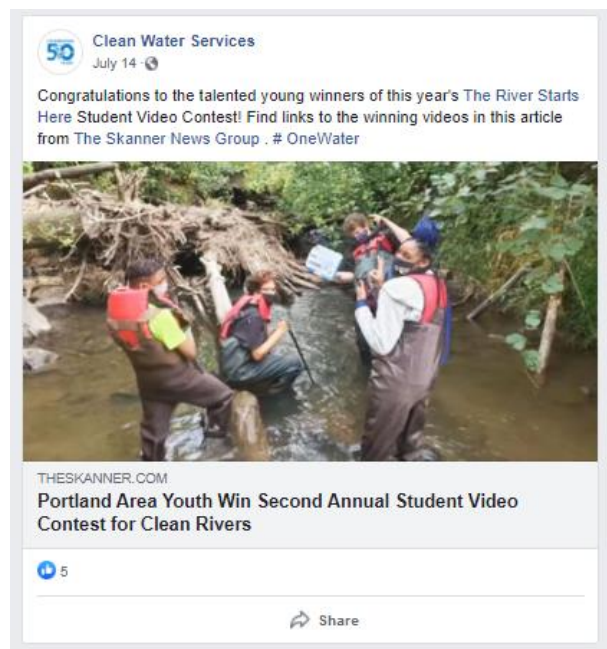 50
Clean Water Services
July 14 ·
Congratulations to the talented young winners of this year's The River Starts
Here Student Video Contest! Find links to the winning videos in this article
from The Skanner News Group . # OneWater
THESKANNER.COM
Portland Area Youth Win Second Annual Student Video
Contest for Clean Rivers
5
Share